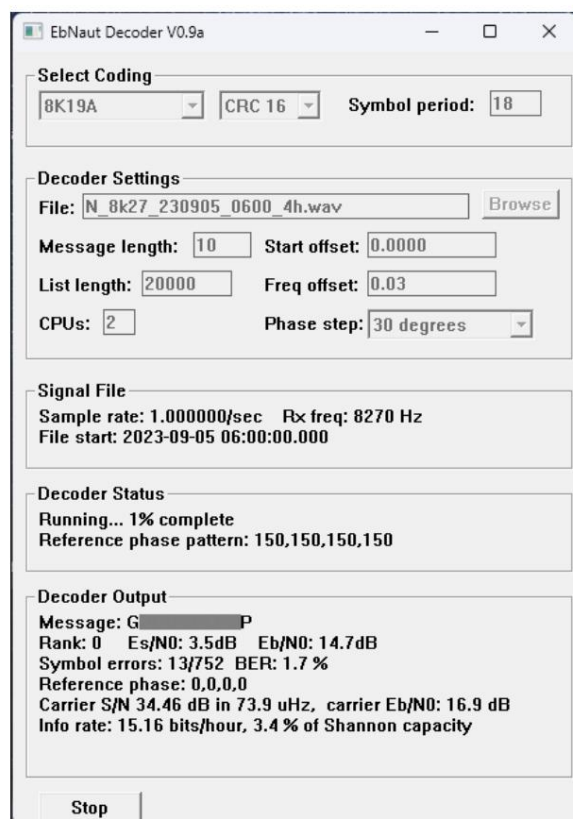 EbNaut Decoder V0.9a
Select Coding
8K19A CRC 16 Symbol period: 18
Decoder Settings
File: N_8k27_230905_0600_4h.wav Browse
Message length: 10 Start offset: 0.0000
List length: 20000 Freq offset: 0.03
CPUs: 2 Phase step: 30 degrees
Signal File
Sample rate: 1.000000/sec Rx freq: 8270 Hz
File start: 2023-09-05 06:00:00.000
Decoder Status
Running... 1% complete
Reference phase pattern: 150,150,150,150
Decoder Output
Message: G P
Rank: 0 Es/N0: 3.5dB Eb/N0: 14.7dB
Symbol errors: 13/752 BER: 1.7 %
Reference phase: 0,0,0,0
Carrier S/N 34.46 dB in 73.9 uHz, carrier Eb/N0: 16.9 dB
Info rate: 15.16 bits/hour, 3.4 % of Shannon capacity
Stop